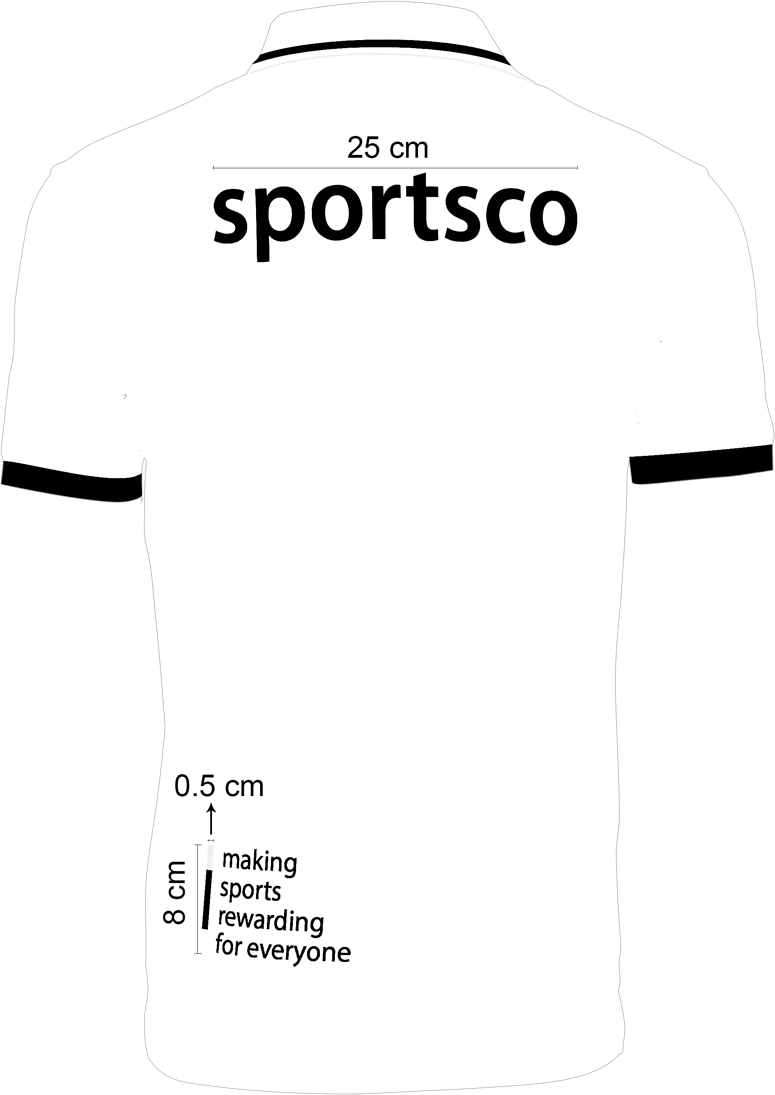 25 cm
sportsco
0.5 cm
8 cm
making
sports
rewarding
for everyone